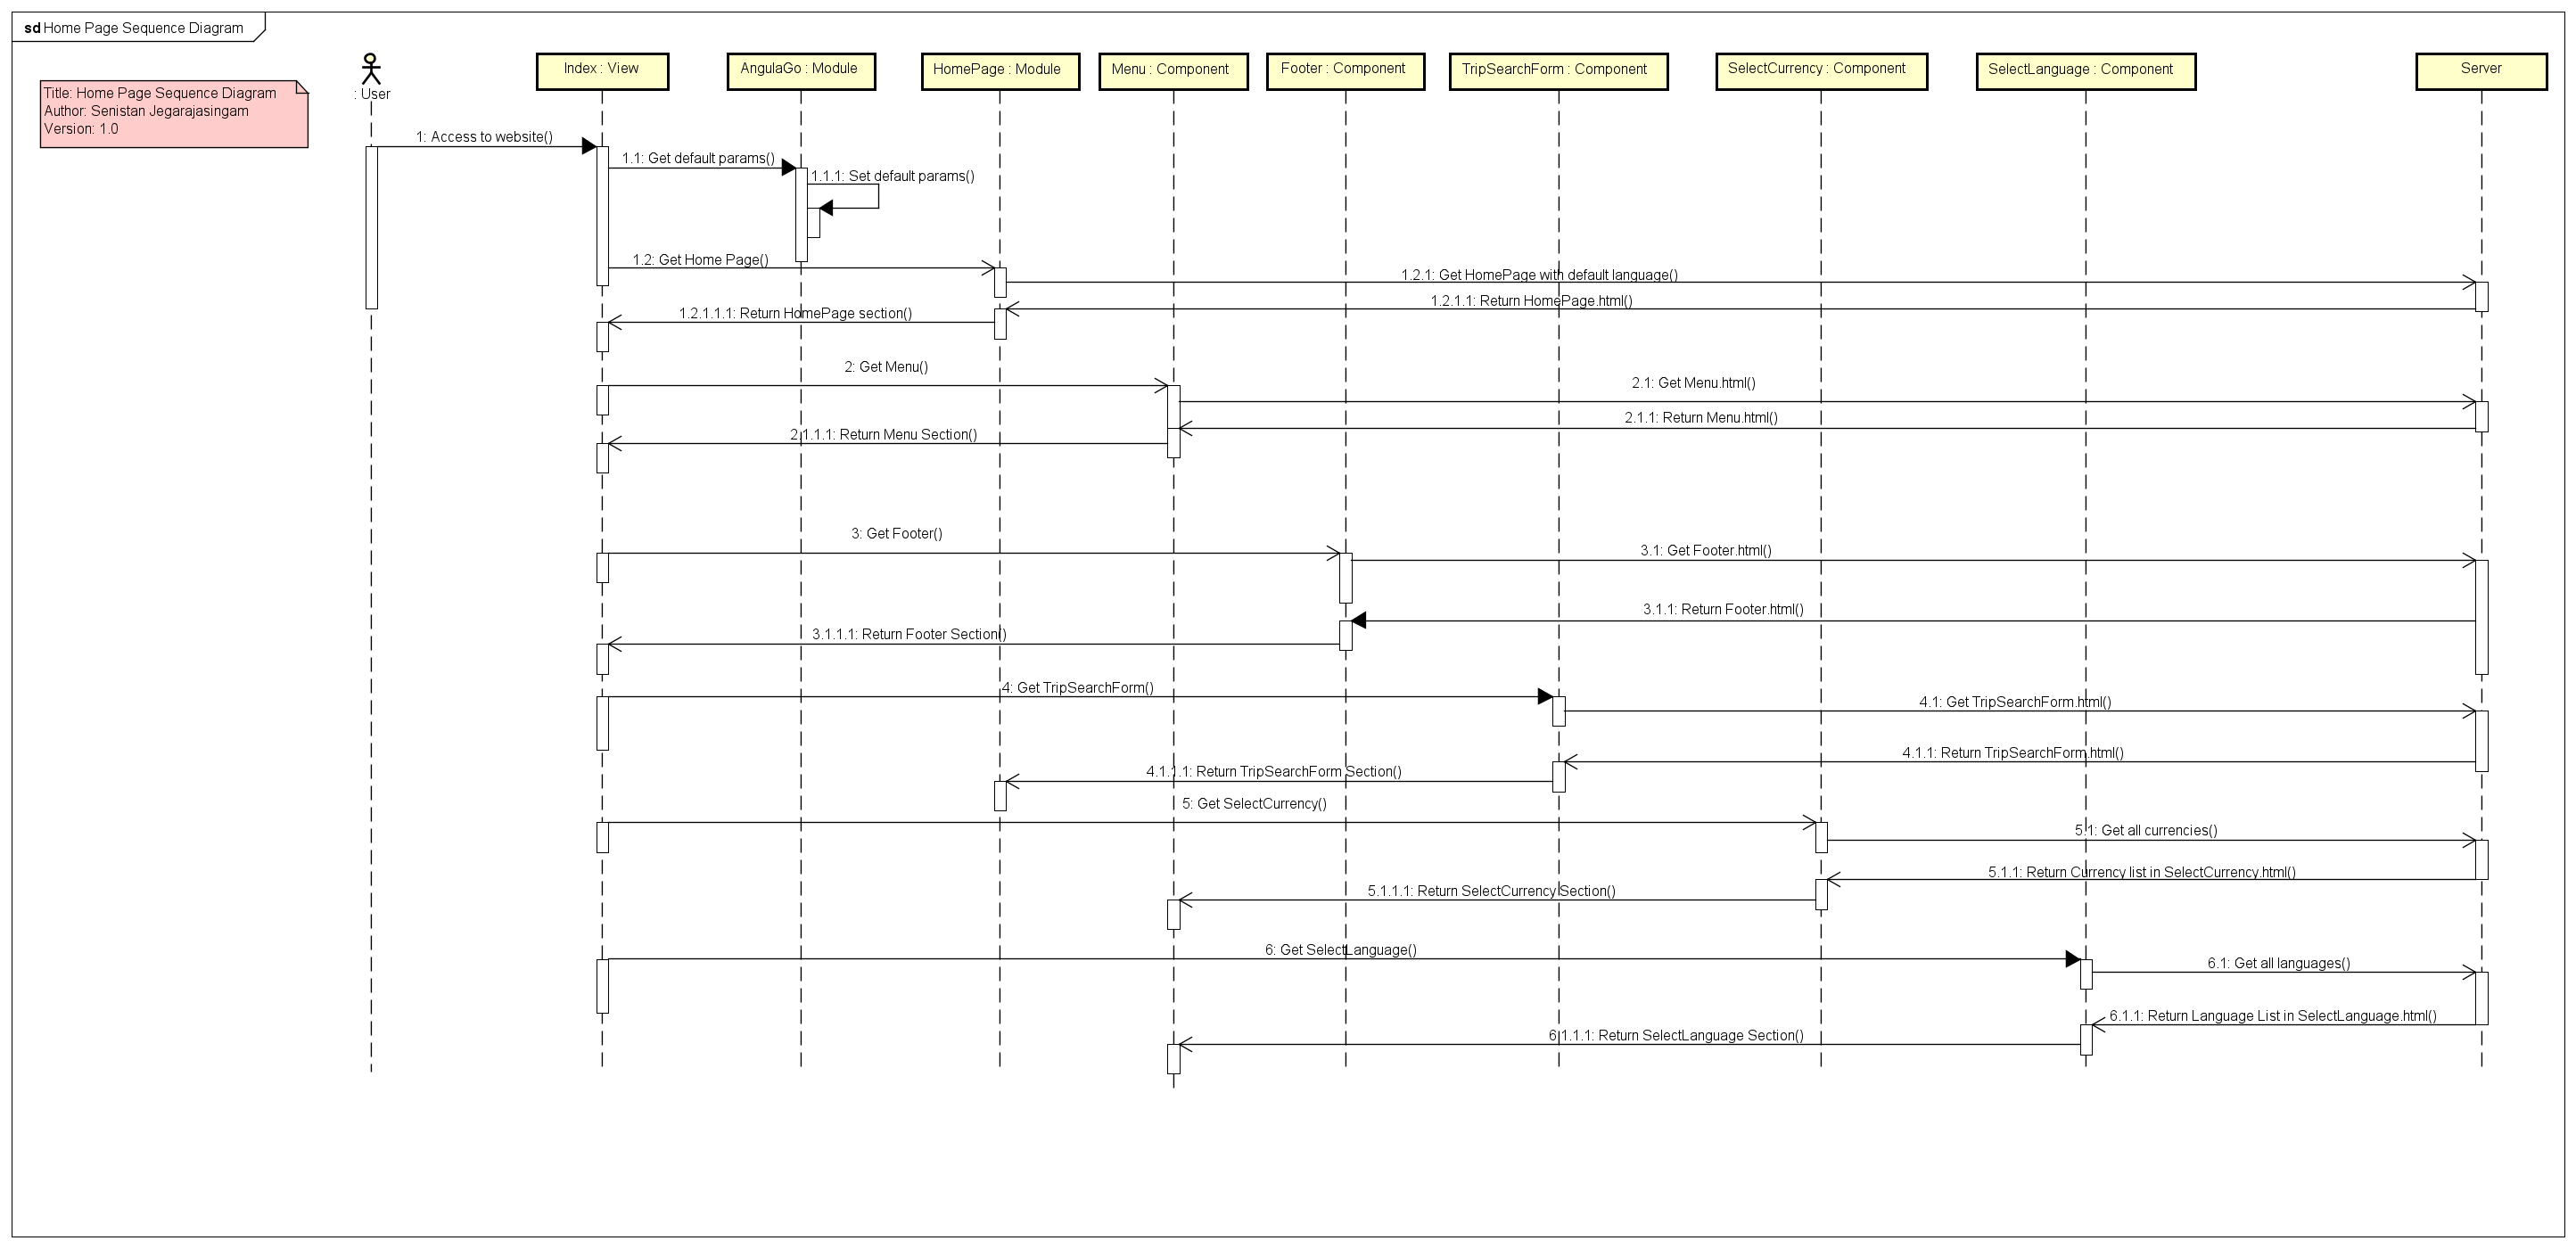 sd Home Page Sequence Diagram
Title: Home Page Sequence Diagram
Author: Senistan Jegarajasingam
Version: 1.0
: User
Index : View
AngulaGo : Module
HomePage : Module
Menu : Component
Footer : Component
TripSearchForm : Component
SelectCurrency : Component
SelectLanguage : Component
Server
1: Access to website()
1.1: Get default params()
1.1.1: Set default params()
1.2: Get Home Page()
1.2.1: Get HomePage with default language()
1.2.1.1: Return HomePage.html()
1.2.1.1.1: Return HomePage section()
2: Get Menu()
2.1: Get Menu.html()
2.1.1: Return Menu.html()
2.1.1.1: Return Menu Section()
3: Get Footer()
3.1: Get Footer.html()
3.1.1: Return Footer.html()
3.1.1.1: Return Footer Section()
4: Get TripSearchForm()
4.1: Get TripSearchForm.html()
4.1.1: Return TripSearchForm.html()
4.1.1.1: Return TripSearchForm Section()
5: Get SelectCurrency()
5.1: Get all currencies()
5.1.1: Return Currency list in SelectCurrency.html()
5.1.1.1: Return SelectCurrency Section()
6: Get SelectLanguage()
6.1: Get all languages()
6.1.1: Return Language List in SelectLanguage.html()
6.1.1.1: Return SelectLanguage Section()